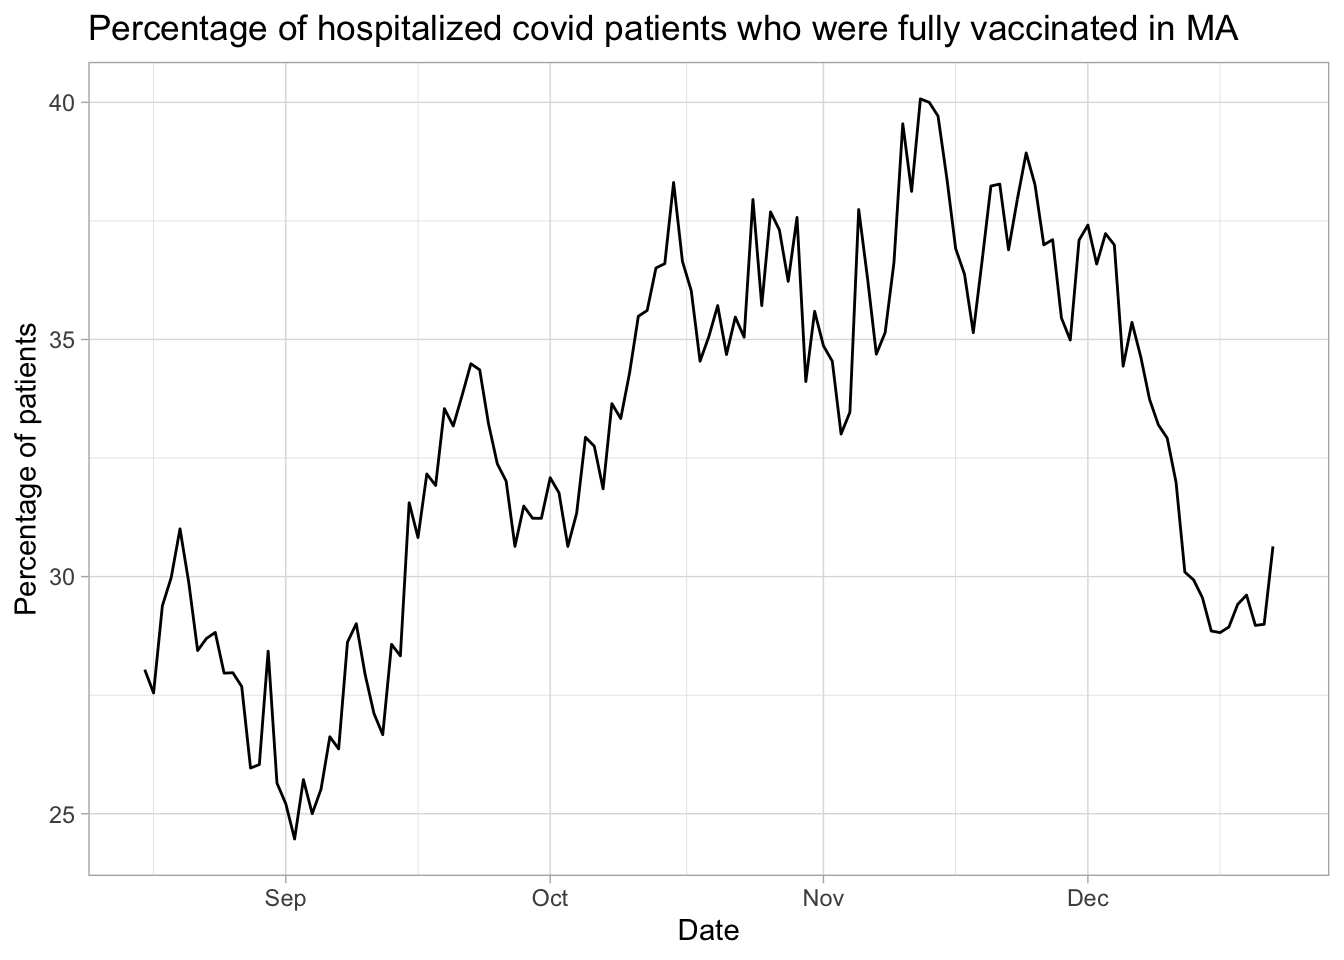 Percentage of hospitalized covid patients who were fully vaccinated in MA
Percentage of patients
40
35
30
25
Sep Oct Nov Dec
Date